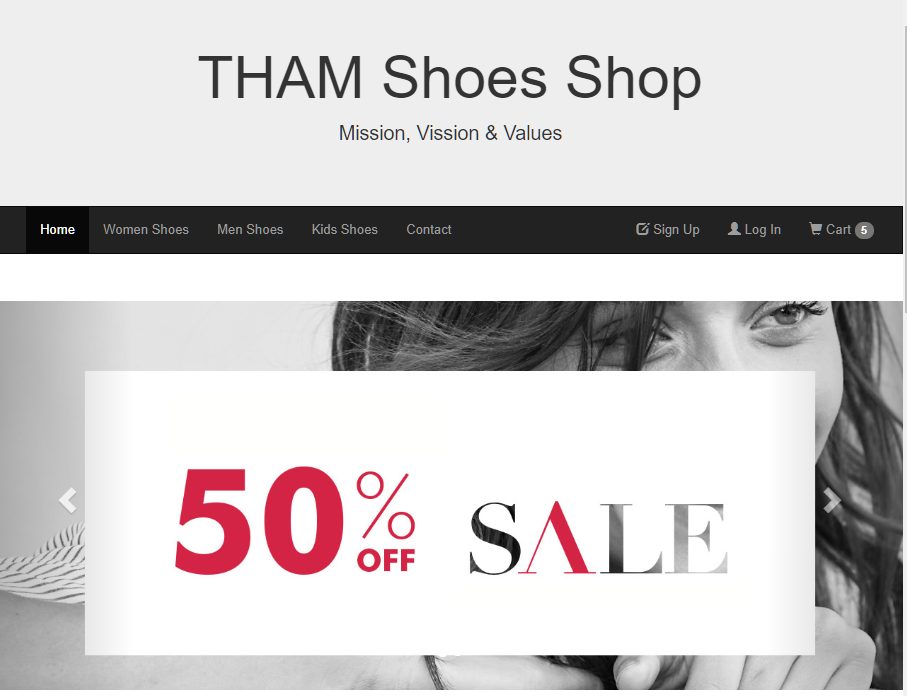 THAM Shoes Shop
Mission, Vission & Values
Home Women Shoes Men Shoes Kids Shoes Contact Sign Up Log In Cart 5
50% OFF SALE